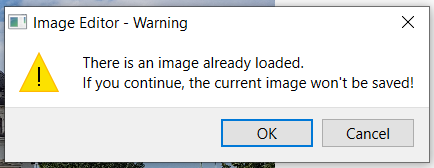 Image Editor - Warning
There is an image already loaded.
If you continue, the current image won't be saved!
OK
Cancel